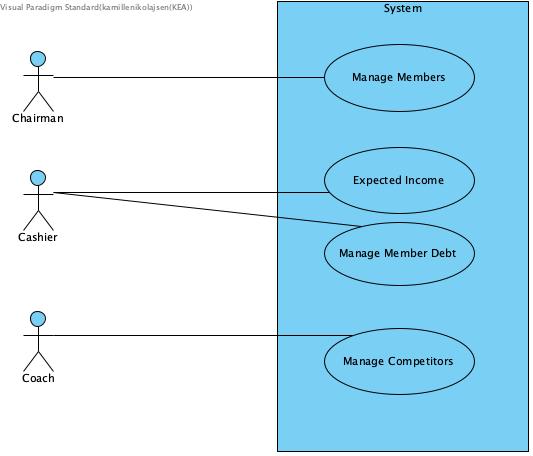 Visual Paradigm Standard(kamillenikolajsen(KEA))
System
Manage Members
Chairman
Expected Income
Cashier
Manage Member Debt
Manage Competitors
Coach